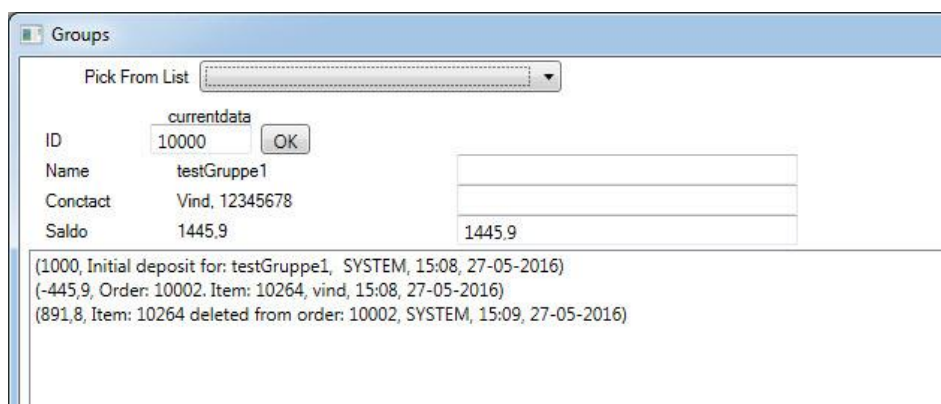 Groups
Pick From List
currentdata
ID 10000 OK
Name testGruppe1
Conctact Vind, 12345678
Saldo 1445,9 1445,9
(1000, Initial deposit for: testGruppe1, SYSTEM, 15:08, 27-05-2016)
(-445,9, Order: 10002. Item: 10264, vind, 15:08, 27-05-2016)
(891,8, Item: 10264 deleted from order: 10002, SYSTEM, 15:09, 27-05-2016)